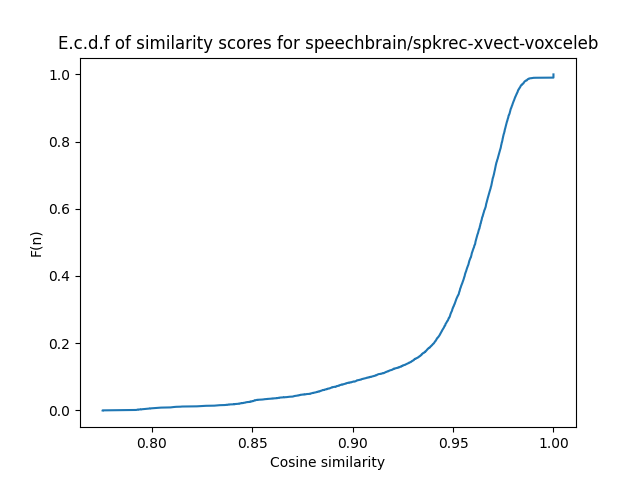 E.c.d.f of similarity scores for speechbrain/spkrec-xvect-voxceleb
1.0
0.8
0.6
0.4
0.2
0.0
F(n)
0.80 0.85 0.90 0.95 1.00
Cosine similarity